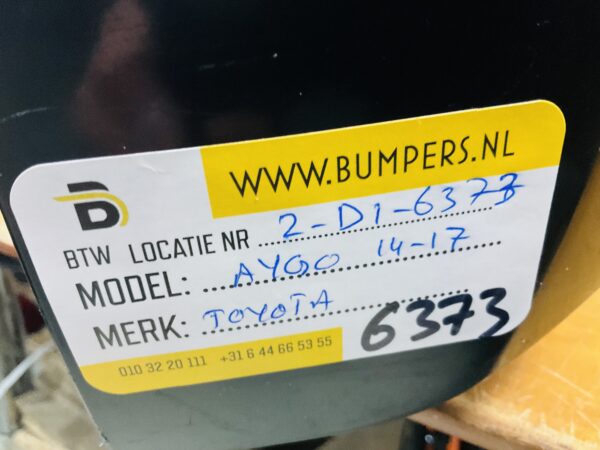 WWW.BUMPERS.NL
B
BTW LOCATIE NR 2-D1-6373
MODEL: AYGO 14-17
MERK: TOYOTA
6373
010 32 20 111 +31 6 44 66 53 55